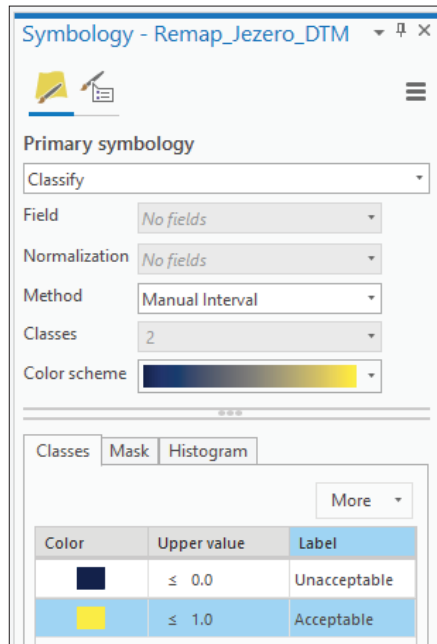 Symbology - Remap_Jezero_DTM
Primary symbology
Classify
Field No fields
Normalization No fields
Method Manual Interval
Classes 2
Color scheme
Classes Mask Histogram
More
Color Upper value Label
≤ 0.0 Unacceptable
≤ 1.0 Acceptable